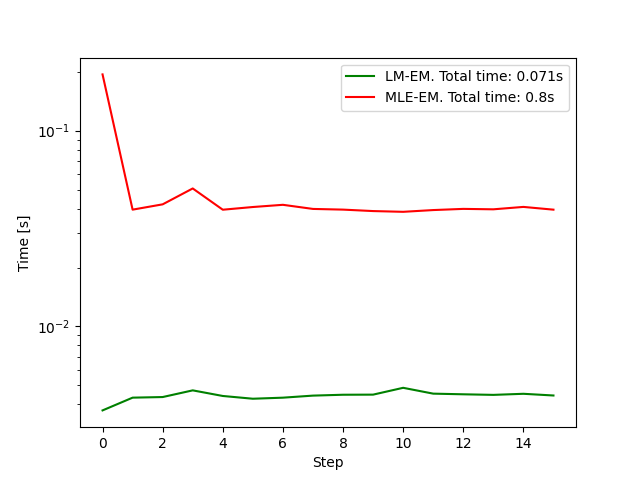 LM-EM. Total time: 0.071s
MLE-EM. Total time: 0.8s
Time [s]
10⁻¹
10⁻²
0 2 4 6 8 10 12 14
Step